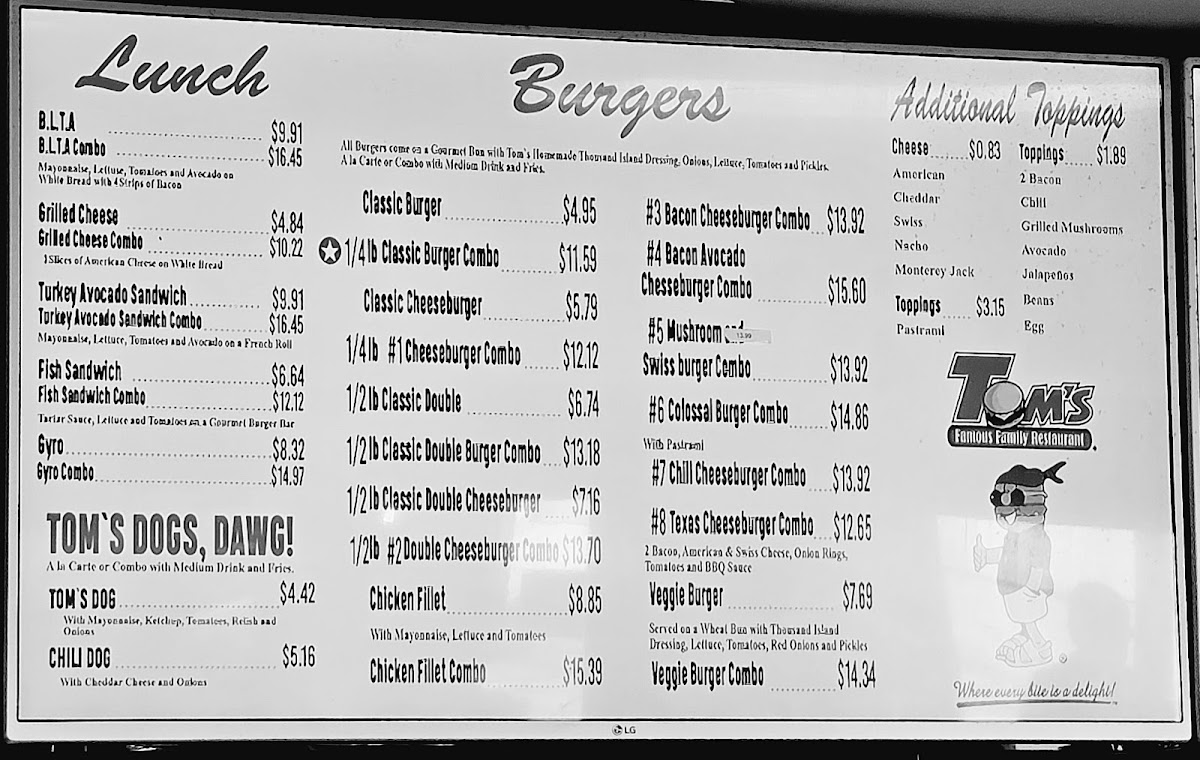 Lunch
B.L.T.A ........ $9.91
B.L.T.A Combo ........ $16.45
Mayonnaise, Lettuse, Tomatoes and Avocado on
White Bread with 4 Strips of Bacon
Grilled Cheese ........ $4.84
Grilled Cheese Combo ........ $10.22
Slices of American Cheese on White Bread
Turkey Avocado Sandwich ........ $9.91
Turkey Avocado Sandwich Combo ........ $16.45
Mayonnaise, Lettuce, Tomatoes and Avocado on a French Roll
Fish Sandwich ........ $6.64
Fish Sandwich Combo ........ $12.12
Tartar Sauce, Lettuce and Tomatoes on a Gourmet Burger
Gyro ........ $8.32
Gyro Combo ........ $14.97
TOM`S DOGS, DAWG!
A la Carte or Combo with Medium Drink and Fries.
TOM`S DOG ........ $4.42
With Mayonnaise, Ketchup, Tomatoes, Relish and
Onions
CHILI DOG ........ $5.16
With Cheddar Cheese and Onions
Burgers
All Burgers come on a Gourmet Bun with Tom's Homemade Thousand Island Dressing, Onions, Lettuce, Tomatoes and Pickles.
A la Carte or Combo with Medium Drink and Fries.
Classic Burger ........ $4.95
1/4 lb Classic Burger Combo ........ $11.59
Classic Cheeseburger ........ $5.79
1/4 lb #1 Cheeseburger Combo ........ $12.12
1/2 lb Classic Double ........ $6.74
1/2 lb Classic Double Burger Combo .... $13.18
1/2 lb Classic Double Cheeseburger .... $7.16
1/2lb #2 Double Cheeseburger Combo $13.70
Chicken Fillet ........ $8.85
With Mayonnaise, Lettuce and Tomatoes
Chicken Fillet Combo ........ $15.39
#3 Bacon Cheeseburger Combo .... $13.92
#4 Bacon Avocado
Chesseburger Combo ........ $15.60
#5 Mushroom and
13.99
Swiss burger Combo ........ $13.92
#6 Colossal Burger Combo ...... $14.86
With Pastrami
#7 Chili Cheeseburger Combo .... $13.92
#8 Texas Cheeseburger Combo .... $12.65
2 Bacon, American & Swiss Cheese, Onion Rings,
Tomatoes and BBQ Sauce
Veggie Burger ........ $7.69
Served on a Wheat Bun with Thousand Island
Dressing, Lettuce, Tomatoes, Red Onions and Pickles
Veggie Burger Combo ........ $14.34
Additional Toppings
Cheese ...... $0.83
American
Cheddar
Swiss
Nacho
Monterey Jack
Toppings ...... $3.15
Pastrami
Toppings ...... $1.89
2 Bacon
Chili
Grilled Mushrooms
Avocado
Jalapeños
Beans
Egg
TOM'S
Famous Family Restaurant
Where every bite is a delight!
LG